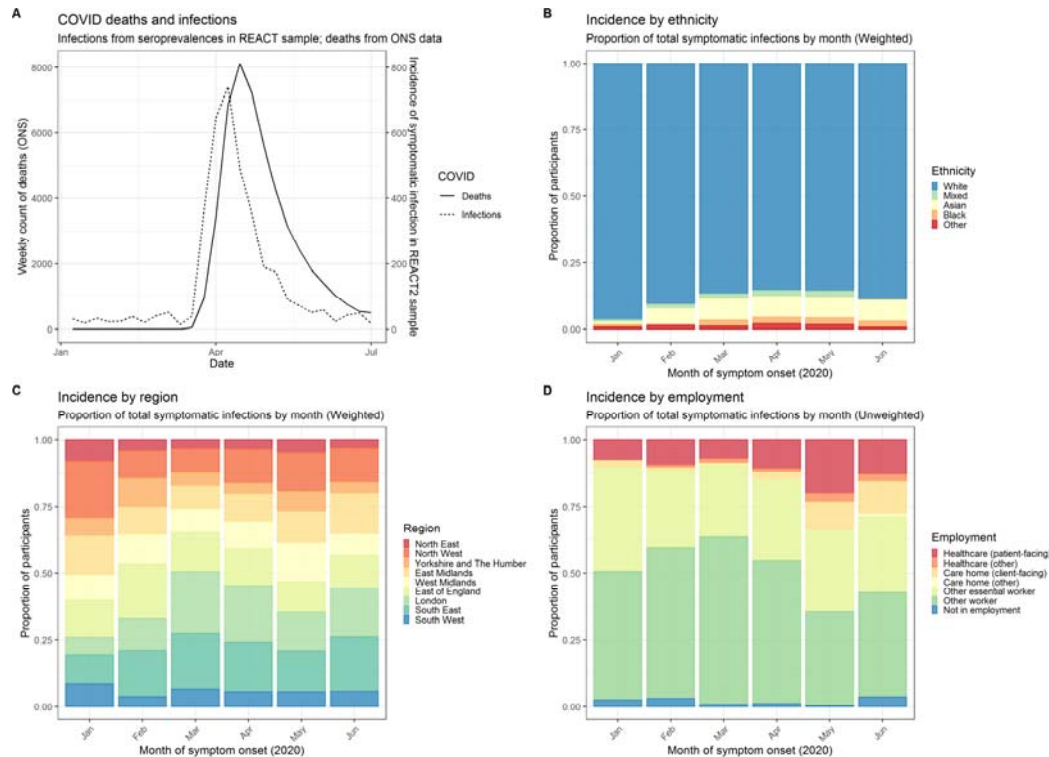 A
COVID deaths and infections
Infections from seroprevalences in REACT sample; deaths from ONS data
8000
6000
4000
2000
0
Weekly count of deaths (ONS)
800
600
400
200
0
Incidence of symptomatic infection in REACT2 sample
Jan
Apr
Jul
Date
COVID
Deaths
Infections
B
Incidence by ethnicity
Proportion of total symptomatic infections by month (Weighted)
1.00
0.75
0.50
0.25
0.00
Proportion of participants
Jan
Feb
Mar
Apr
May
Jun
Month of symptom onset (2020)
Ethnicity
White
Mixed
Asian
Black
Other
C
Incidence by region
Proportion of total symptomatic infections by month (Weighted)
1.00
0.75
0.50
0.25
0.00
Proportion of participants
Jan
Feb
Mar
Apr
May
Jun
Month of symptom onset (2020)
Region
North East
North West
Yorkshire and The Humber
East Midlands
West Midlands
East of England
London
South East
South West
D
Incidence by employment
Proportion of total symptomatic infections by month (Unweighted)
1.00
0.75
0.50
0.25
0.00
Proportion of participants
Jan
Feb
Mar
Apr
May
Jun
Month of symptom onset (2020)
Employment
Healthcare (patient-facing)
Healthcare (other)
Care home (client-facing)
Care home (other)
Other essential worker
Other worker
Not in employment